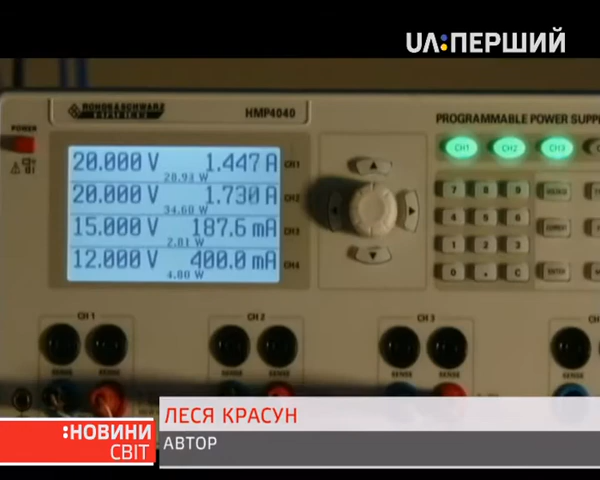 UA:ПЕРШИЙ
ROHDE&SCHWARZ
HAMEG
HMP4040
PROGRAMMABLE POWER SUPP
POWER
CH1 CH2 CH3
20.000 V 1.447 A CH1
28.93 W
20.000 V 1.730 A CH2
34.60 W
15.000 V 187.6 mA CH3
2.81 W
12.000 V 400.0 mA CH4
4.80 W
7 8 9
4 5 6
1 2 3
0 . C ENTER
CH 1 CH 2 CH 3 CH
SENSE SENSE SENSE SENSE SENSE SENSE SENSE
ЛЕСЯ КРАСУН
:НОВИНИ
СВІТ
АВТОР